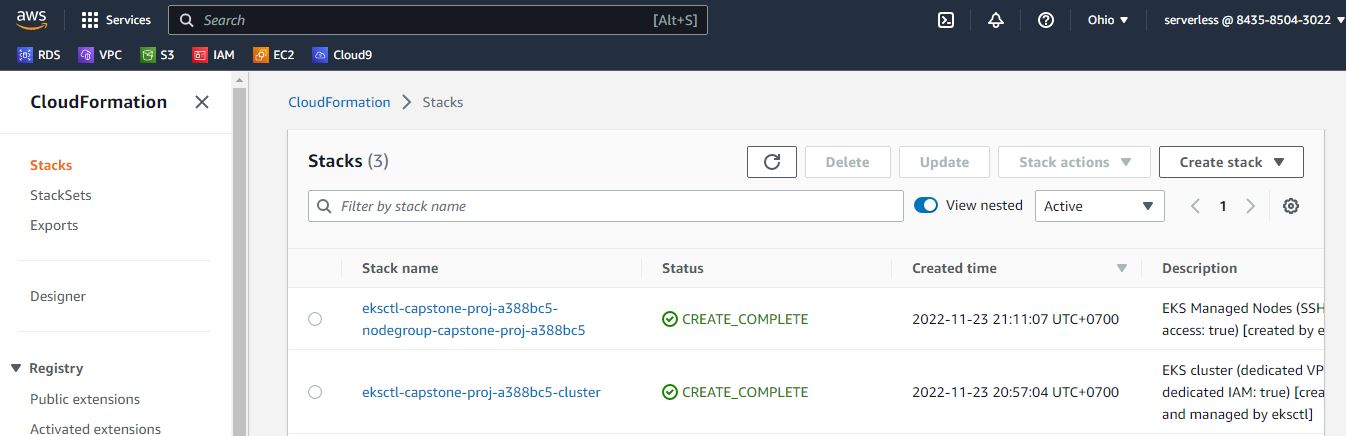 aws
Services
Search
[Alt+S]
Ohio
serverless @ 8435-8504-3022
RDS
VPC
S3
IAM
EC2
Cloud9
CloudFormation
Stacks
StackSets
Exports
Designer
Registry
Public extensions
Activated extensions
CloudFormation
Stacks
Stacks (3)
Delete
Update
Stack actions
Create stack
Filter by stack name
View nested
Active
1
Stack name
Status
Created time
Description
eksctl-capstone-proj-a388bc5-
nodegroup-capstone-proj-a388bc5
CREATE_COMPLETE
2022-11-23 21:11:07 UTC+0700
EKS Managed Nodes (SSH
access: true) [created by e
eksctl-capstone-proj-a388bc5-cluster
CREATE_COMPLETE
2022-11-23 20:57:04 UTC+0700
EKS cluster (dedicated VP
dedicated IAM: true) [crea
and managed by eksctl]